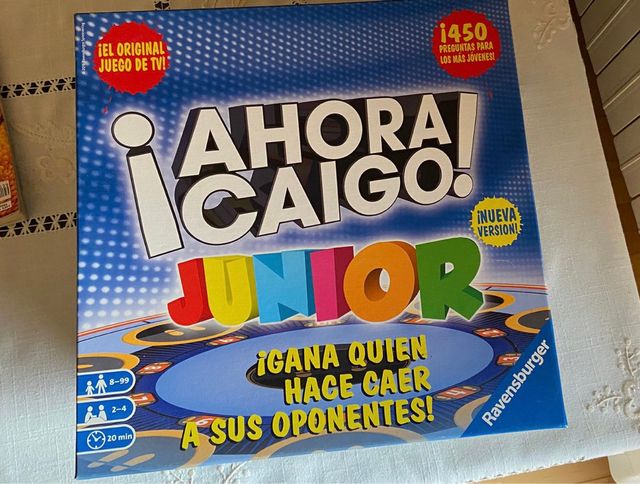 ¡EL ORIGINAL
JUEGO DE TV!
¡450
PREGUNTAS PARA
LOS MÁS JÓVENES!
¡AHORA
CAIGO!
¡NUEVA
VERSIÓN!
JUNIOR
¡GANA QUIEN
HACE CAER
A SUS OPONENTES!
8–99
2–4
20 min
Ravensburger